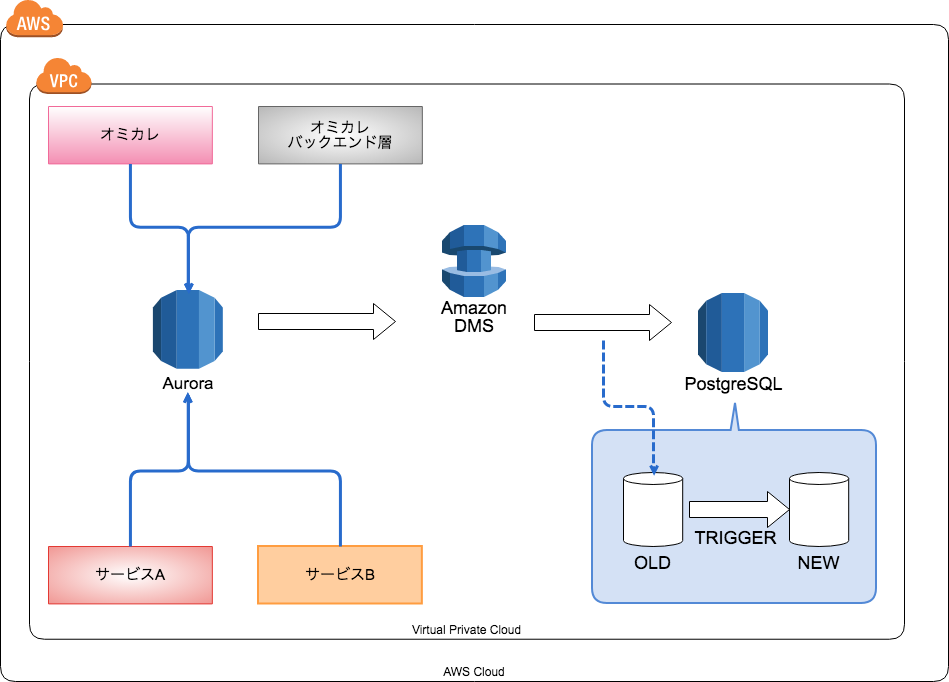 AWS
VPC
オミカレ
オミカレ
バックエンド層
Amazon
DMS
Aurora
PostgreSQL
TRIGGER
OLD
NEW
サービスA
サービスB
Virtual Private Cloud
AWS Cloud